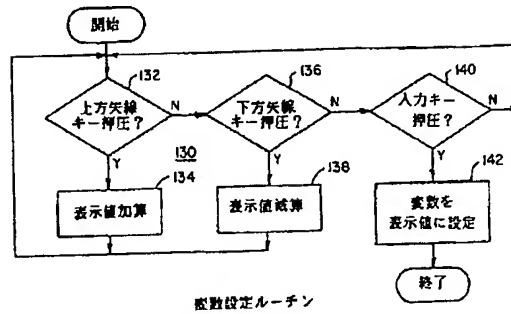 開始
132
上方矢線
キー押圧?
N
Y
136
下方矢線
キー押圧?
N
Y
140
入力キー
押圧?
N
Y
130
134
表示値加算
138
表示値減算
142
変数を
表示値に設定
終了
変数設定ルーチン